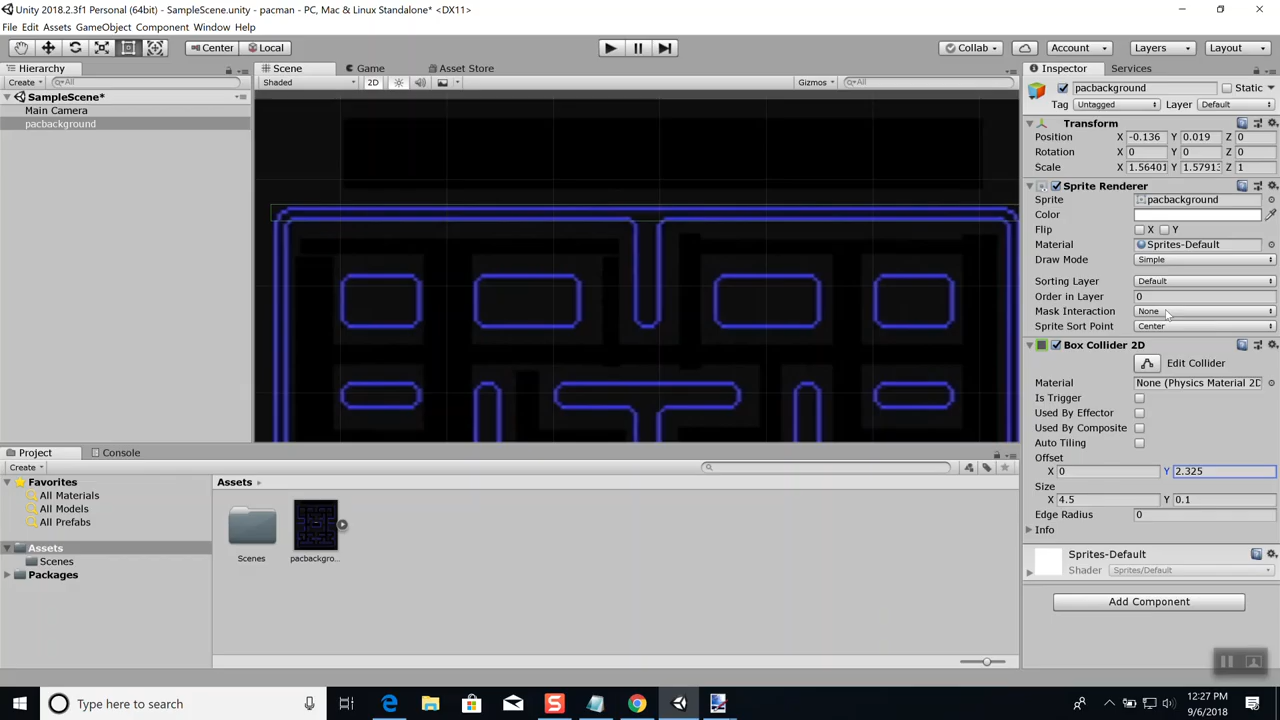 Unity 2018.2.3f1 Personal (64bit) - SampleScene.unity - pacman - PC, Mac & Linux Standalone* <DX11>
File Edit Assets GameObject Component Window Help
Center Local Collab Account Layers Layout
Hierarchy Scene Game Asset Store Inspector Services
Create All Shaded 2D Gizmos All pacbackground Static
SampleScene* Tag Untagged Layer Default
Main Camera
pacbackground Transform
Position X -0.136 Y 0.019 Z 0
Rotation X 0 Y 0 Z 0
Scale X 1.56401 Y 1.57913 Z 1
Sprite Renderer
Sprite pacbackground
Color
Flip X Y
Material Sprites-Default
Draw Mode Simple
Sorting Layer Default
Order in Layer 0
Mask Interaction None
Sprite Sort Point Center
Box Collider 2D
Edit Collider
Material None (Physics Material 2D
Is Trigger
Used By Effector
Used By Composite
Auto Tiling
Offset
X 0 Y 2.325
Size
X 4.5 Y 0.1
Edge Radius 0
Info
Sprites-Default
Shader Sprites/Default
Add Component
Project Console
Create
Favorites Assets
All Materials
All Models
All Prefabs
Assets
Scenes
Packages
Scenes pacbackgro...
Type here to search
12:27 PM
9/6/2018